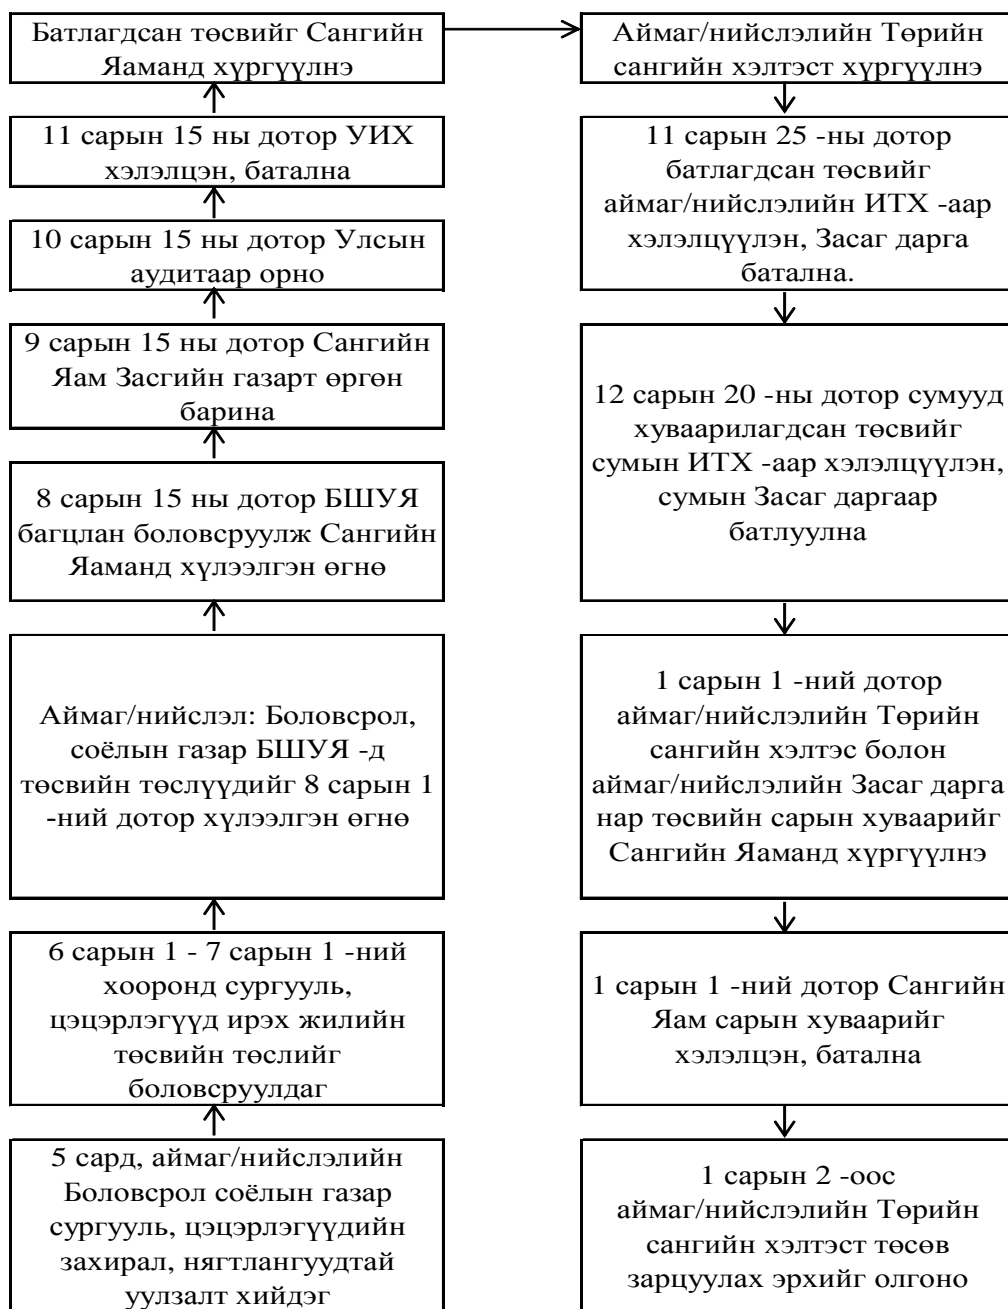 Батлагдсан төсвийг Сангийн
Яаманд хүргүүлнэ
11 сарын 15 ны дотор УИХ
хэлэлцэн, батална
10 сарын 15 ны дотор Улсын
аудитаар орно
9 сарын 15 ны дотор Сангийн
Яам Засгийн газарт өргөн
барина
8 сарын 15 ны дотор БШУЯ
багцлан боловсруулж Сангийн
Яаманд хүлээлгэн өгнө
Аймаг/нийслэл: Боловсрол,
соёлын газар БШУЯ -д
төсвийн төслүүдийг 8 сарын 1
-ний дотор хүлээлгэн өгнө
6 сарын 1 - 7 сарын 1 -ний
хооронд сургууль,
цэцэрлэгүүд ирэх жилийн
төсвийн төслийг
боловсруулдаг
5 сард, аймаг/нийслэлийн
Боловсрол соёлын газар
сургууль, цэцэрлэгүүдийн
захирал, нягтлангуудтай
уулзалт хийдэг
Аймаг/нийслэлийн Төрийн
сангийн хэлтэст хүргүүлнэ
11 сарын 25 -ны дотор
батлагдсан төсвийг
аймаг/нийслэлийн ИТХ -аар
хэлэлцүүлэн, Засаг дарга
батална.
12 сарын 20 -ны дотор сумууд
хуваарилагдсан төсвийг
сумын ИТХ -аар хэлэлцүүлэн,
сумын Засаг даргаар
батлуулна
1 сарын 1 -ний дотор
аймаг/нийслэлийн Төрийн
сангийн хэлтэс болон
аймаг/нийслэлийн Засаг дарга
нар төсвийн сарын хуваарийг
Сангийн Яаманд хүргүүлнэ
1 сарын 1 -ний дотор Сангийн
Яам сарын хуваарийг
хэлэлцэн, батална
1 сарын 2 -оос
аймаг/нийслэлийн Төрийн
сангийн хэлтэст төсөв
зарцуулах эрхийг олгоно